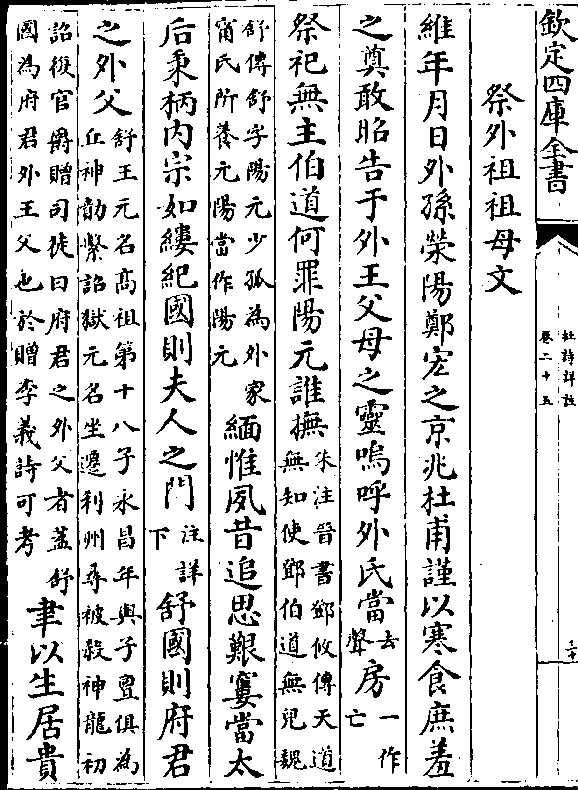 欽定四庫全書
杜詩詳註
卷二十五
三十
祭外祖祖母文
維年月日外孫滎陽鄭宏之京兆杜甫謹以寒食庶羞
之奠敢昭告于外王父母之靈嗚呼外氏當去聲房一作亡
祭祀無主伯道何罪陽元誰撫朱注晉書鄧攸傳天道無知使鄧伯道無兒魏
舒傳舒字陽元少孤為外家甯氏所養元陽當作陽元緬惟夙昔追思艱窶當太
后秉柄内宗如縷紀國則夫人之門注詳下舒國則府君
之外父舒王元名高祖第十八子永昌年與子亶俱為丘神勣繫詔獄元名坐遷利州尋被殺神龍初
詔復官爵贈司徒曰府君之外父者蓋舒國為府君外王父也於贈李義詩可考聿以生居貴